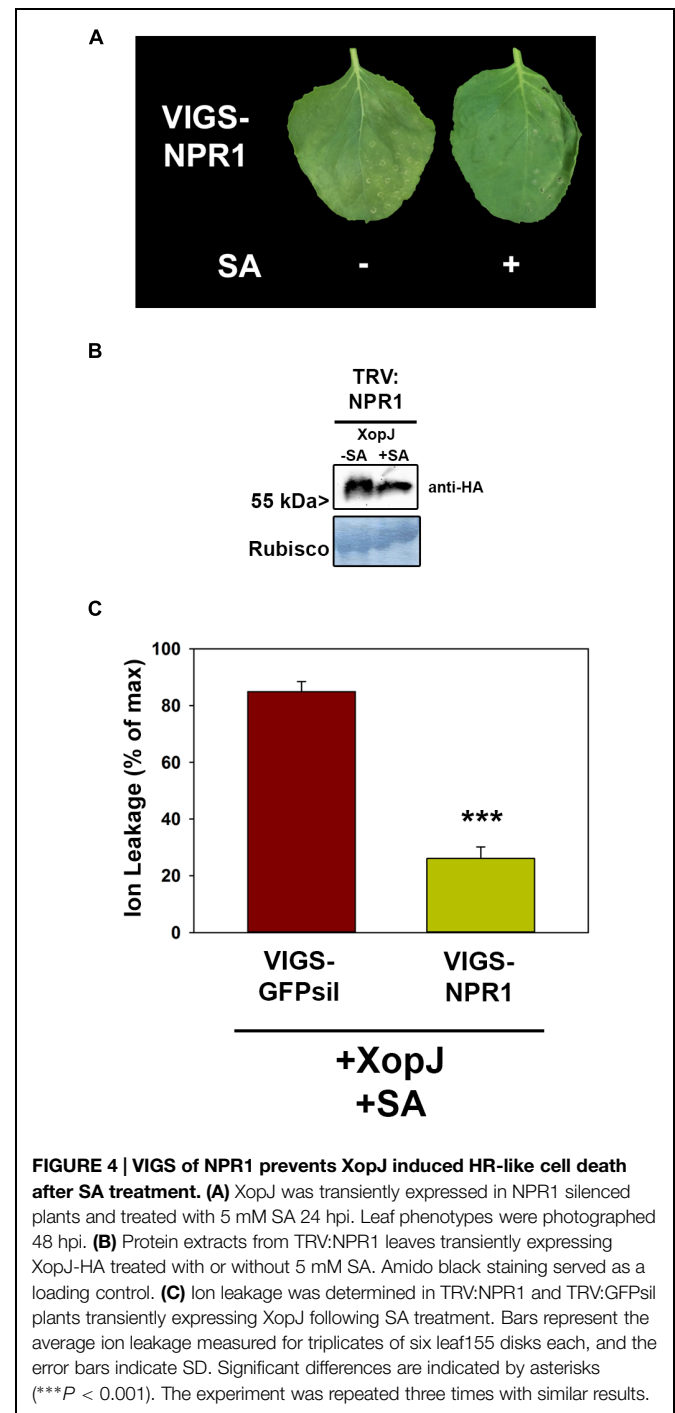 A
VIGS-
NPR1
SA - +
B
TRV:
NPR1
XopJ
-SA +SA
55 kDa>
anti-HA
Rubisco
C
Ion Leakage (% of max)
100
80
60
40
20
0
***
VIGS-
GFPsil
VIGS-
NPR1
+XopJ
+SA
FIGURE 4 | VIGS of NPR1 prevents XopJ induced HR-like cell death
after SA treatment. (A) XopJ was transiently expressed in NPR1 silenced
plants and treated with 5 mM SA 24 hpi. Leaf phenotypes were photographed
48 hpi. (B) Protein extracts from TRV:NPR1 leaves transiently expressing
XopJ-HA treated with or without 5 mM SA. Amido black staining served as a
loading control. (C) Ion leakage was determined in TRV:NPR1 and TRV:GFPsil
plants transiently expressing XopJ following SA treatment. Bars represent the
average ion leakage measured for triplicates of six leaf155 disks each, and the
error bars indicate SD. Significant differences are indicated by asterisks
(***P < 0.001). The experiment was repeated three times with similar results.